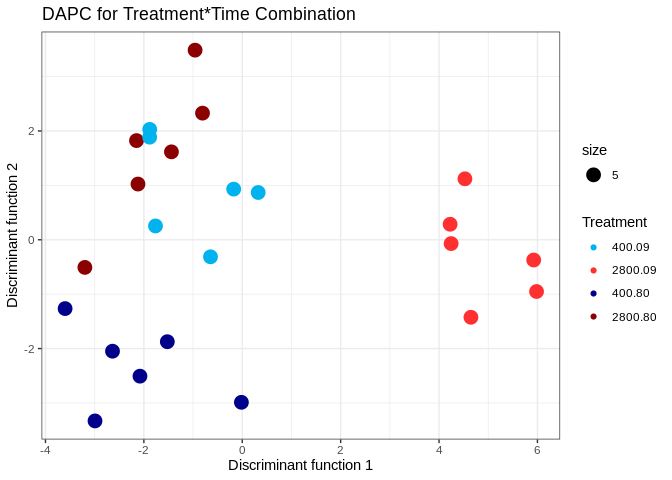 DAPC for Treatment*Time Combination
Discriminant function 2
2
0
-2
-4
-2
0
2
4
6
Discriminant function 1
size
5
Treatment
400.09
2800.09
400.80
2800.80